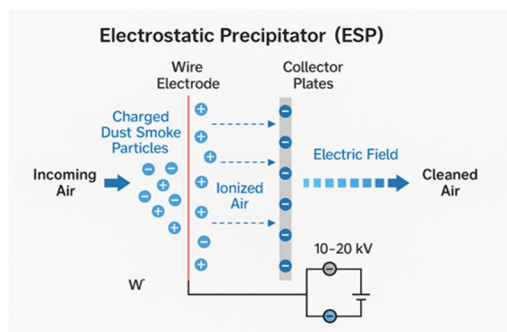 Electrostatic Precipitator (ESP)
Wire
Electrode
Collector
Plates
Charged
Dust Smoke
Particles
Incoming
Air
Ionized
Air
Electric Field
Cleaned
Air
10-20 kV
W